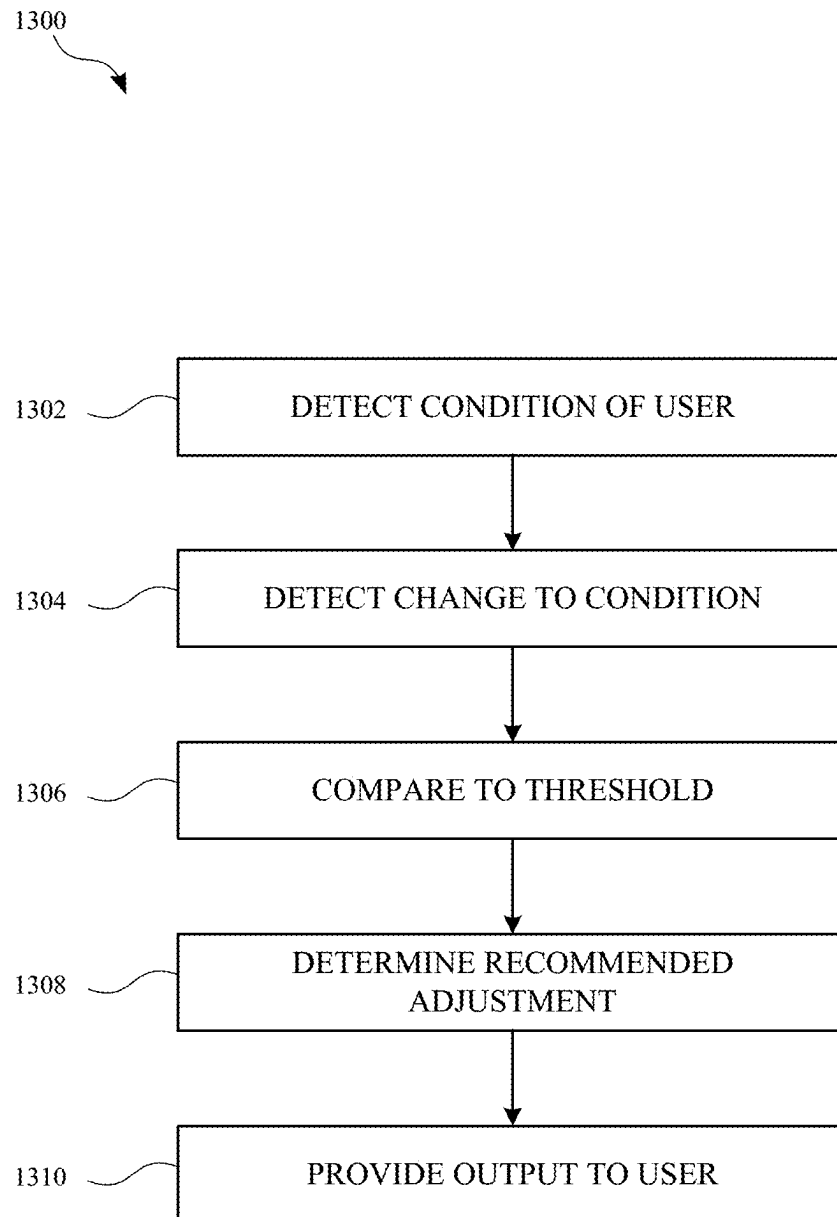 1300
1302
DETECT CONDITION OF USER
1304
DETECT CHANGE TO CONDITION
1306
COMPARE TO THRESHOLD
1308
DETERMINE RECOMMENDED
ADJUSTMENT
1310
PROVIDE OUTPUT TO USER